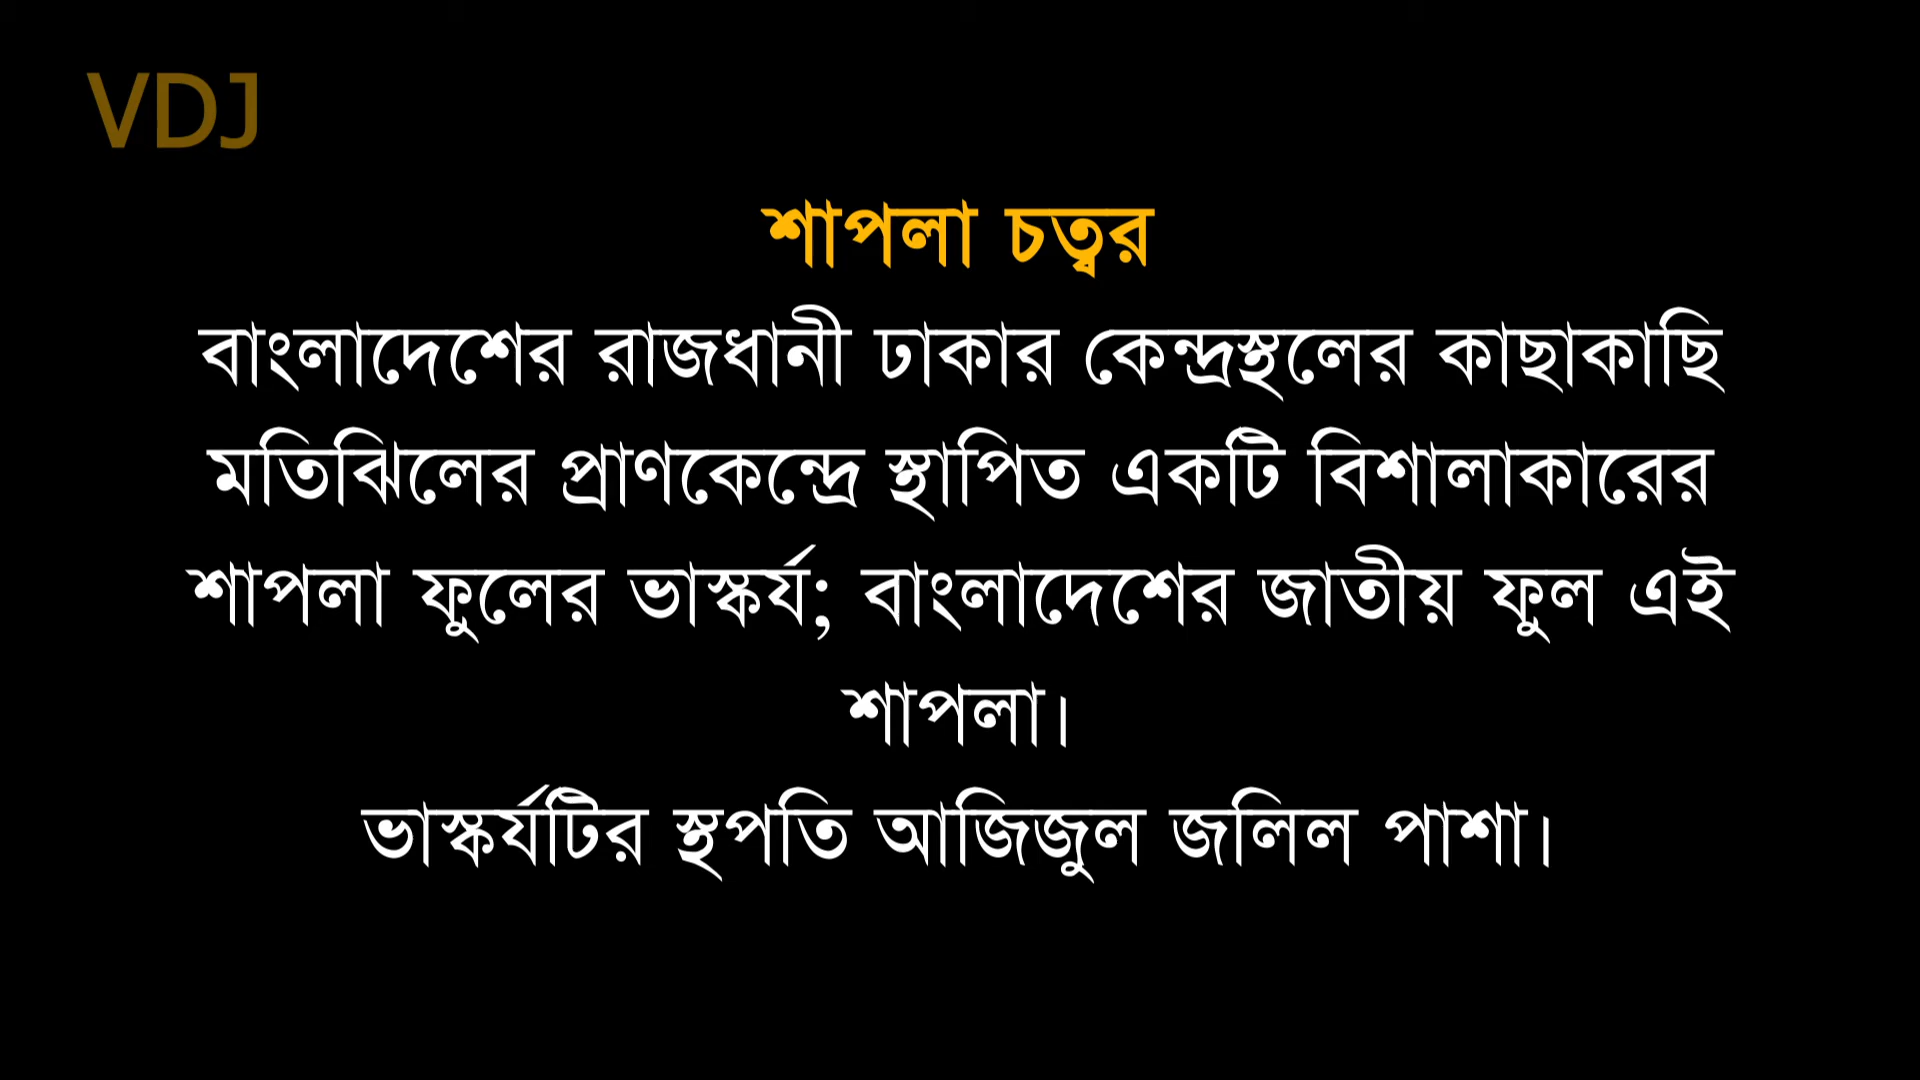 VDJ
শাপলা চত্বর
বাংলাদেশের রাজধানী ঢাকার কেন্দ্রস্থলের কাছাকাছি
মতিঝিলের প্রাণকেন্দ্রে স্থাপিত একটি বিশালাকারের
শাপলা ফুলের ভাস্কর্য; বাংলাদেশের জাতীয় ফুল এই
শাপলা।
ভাস্কর্যটির স্থপতি আজিজুল জলিল পাশা।